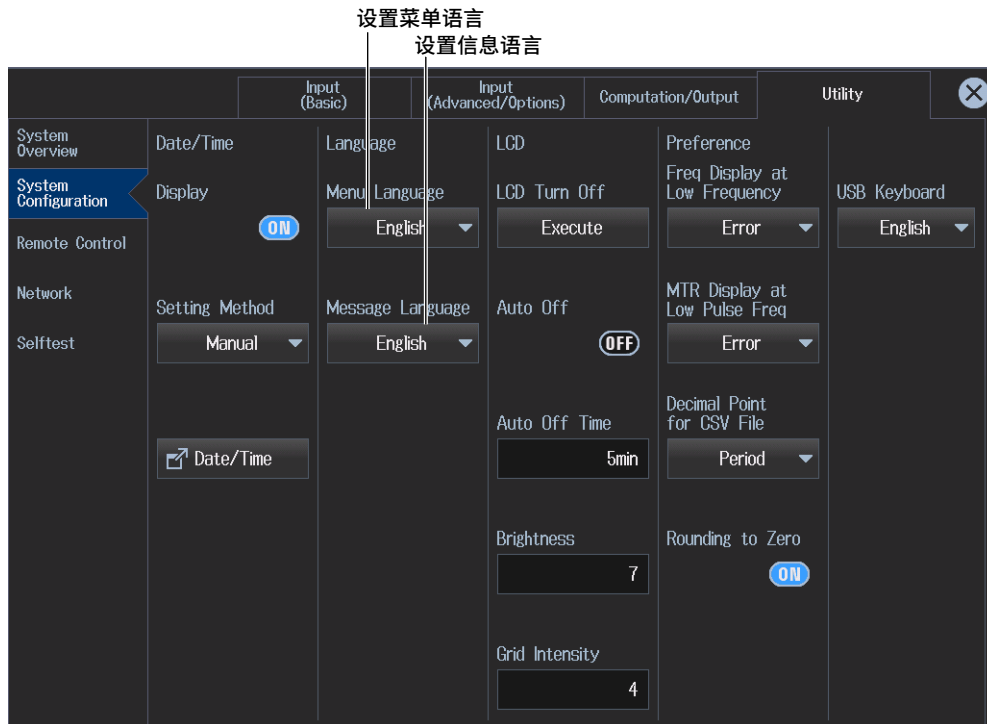 设置菜单语言
设置信息语言
Input
(Basic)
Input
(Advanced/Options)
Computation/Output
Utility
System
Overview
System
Configuration
Remote Control
Network
Selftest
Date/Time
Display
ON
Setting Method
Manual
Date/Time
Language
Menu Language
English
Message Language
English
LCD
LCD Turn Off
Execute
Auto Off
OFF
Auto Off Time
5min
Brightness
7
Grid Intensity
4
Preference
Freq Display at
Low Frequency
Error
MTR Display at
Low Pulse Freq
Error
Decimal Point
for CSV File
Period
Rounding to Zero
ON
USB Keyboard
English